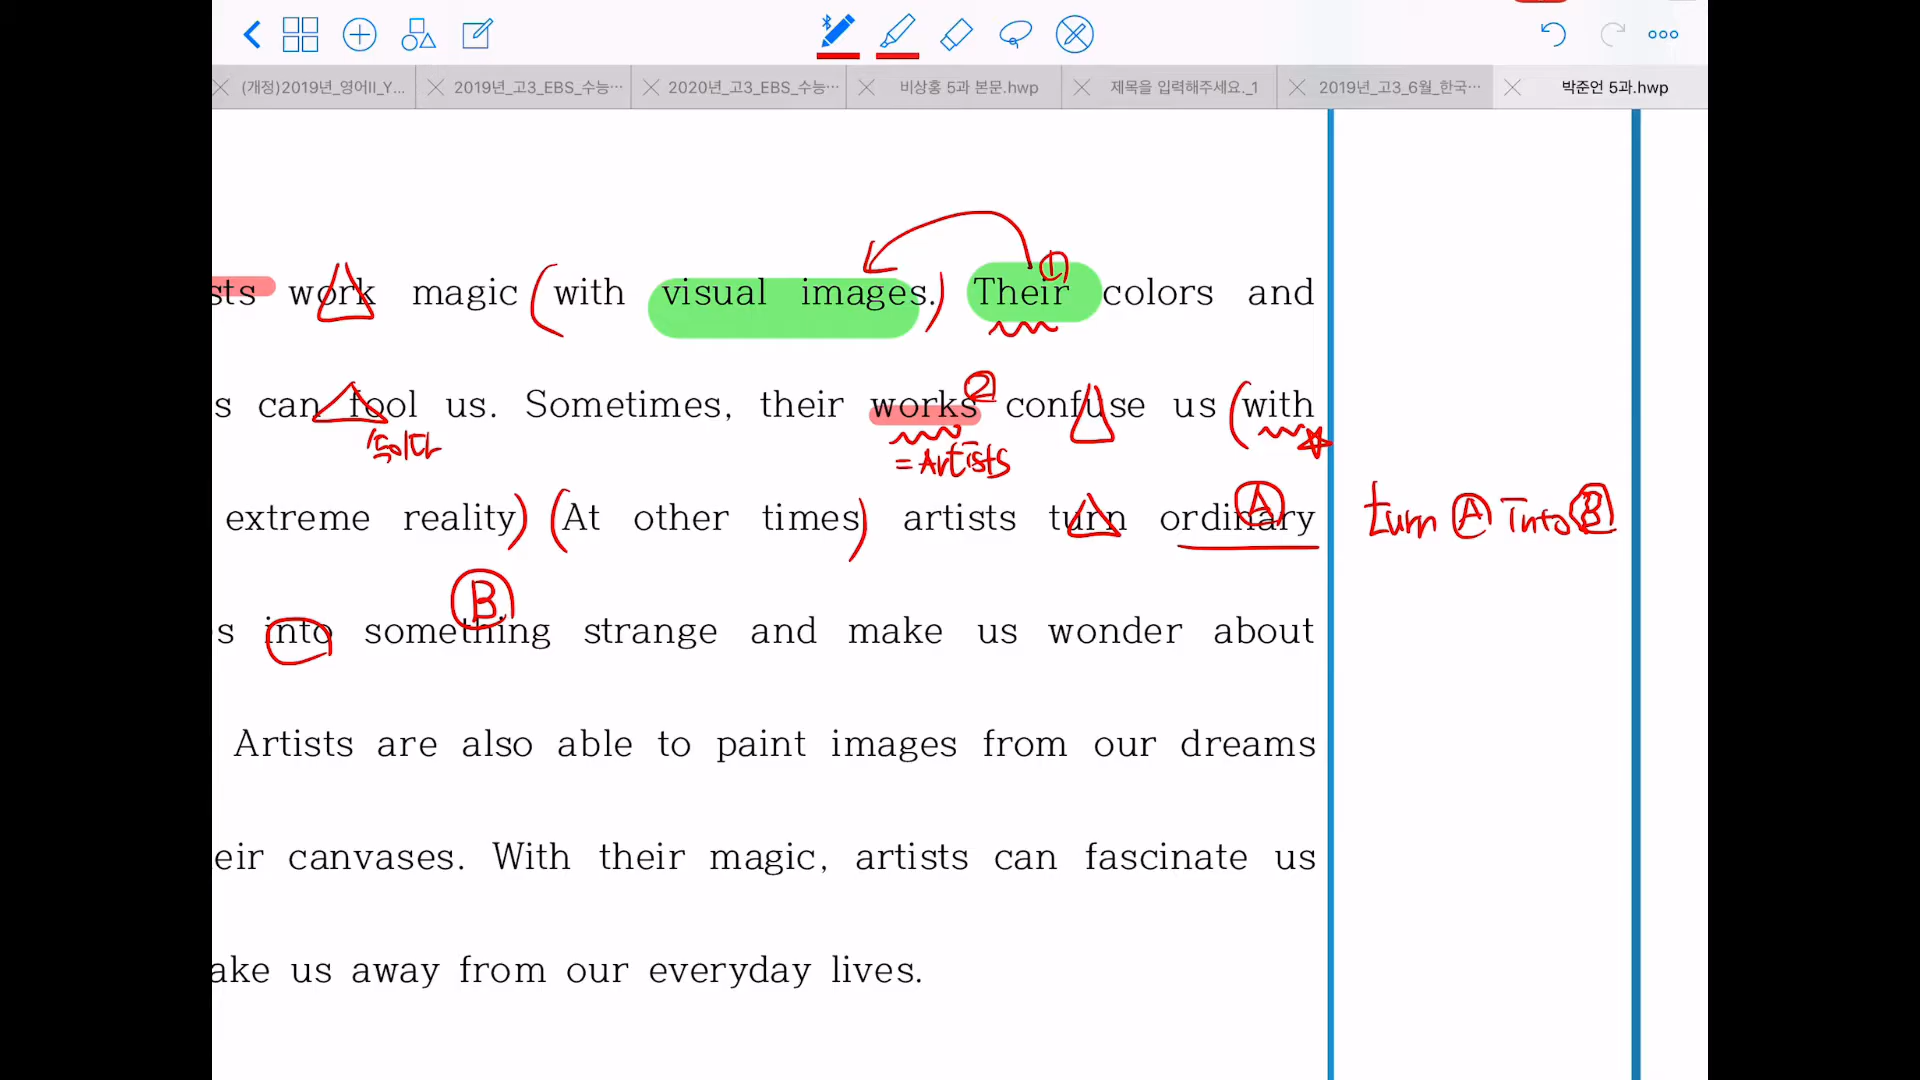 (개정)2019년_영어II_Y... 2019년_고3_EBS_수능... 2020년_고3_EBS_수능... 비상홍 5과 본문.hwp 제목을 입력해주세요._1 2019년_고3_6월_한국... 박준언 5과.hwp
①
sts work magic (with visual images.) Their colors and
②
s can fool us. Sometimes, their works confuse us (with
속이다 = Artists
Ⓐ
extreme reality) (At other times) artists turn ordinary turn Ⓐ into Ⓑ
Ⓑ
s into something strange and make us wonder about
Artists are also able to paint images from our dreams
eir canvases. With their magic, artists can fascinate us
ake us away from our everyday lives.